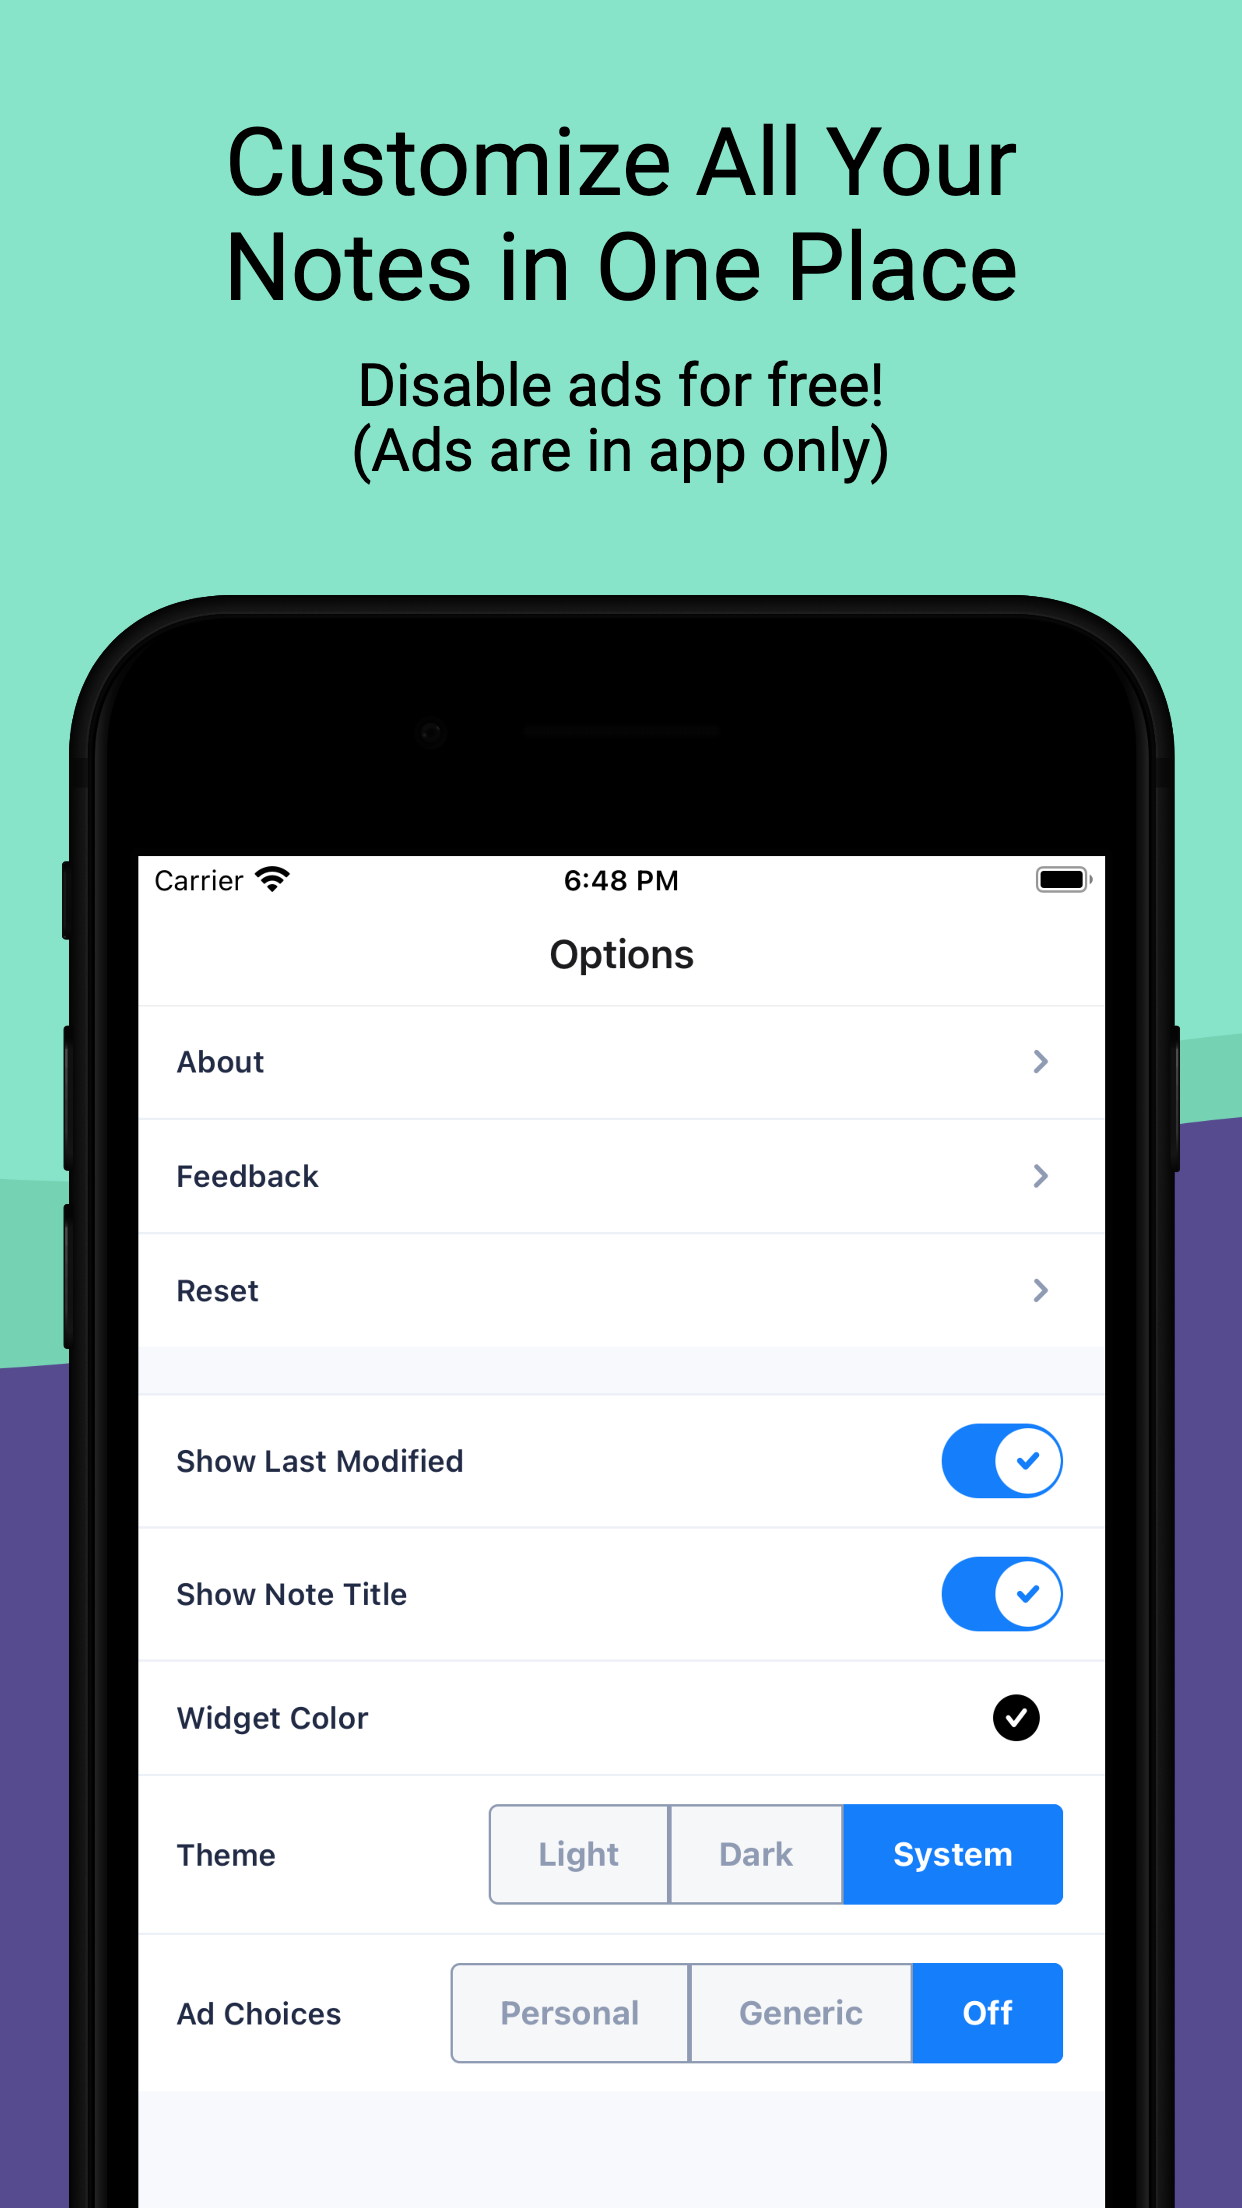 Customize All Your
Notes in One Place
Disable ads for free!
(Ads are in app only)
Carrier 6:48 PM
Options
About
Feedback
Reset
Show Last Modified
Show Note Title
Widget Color
Theme Light Dark System
Ad Choices Personal Generic Off